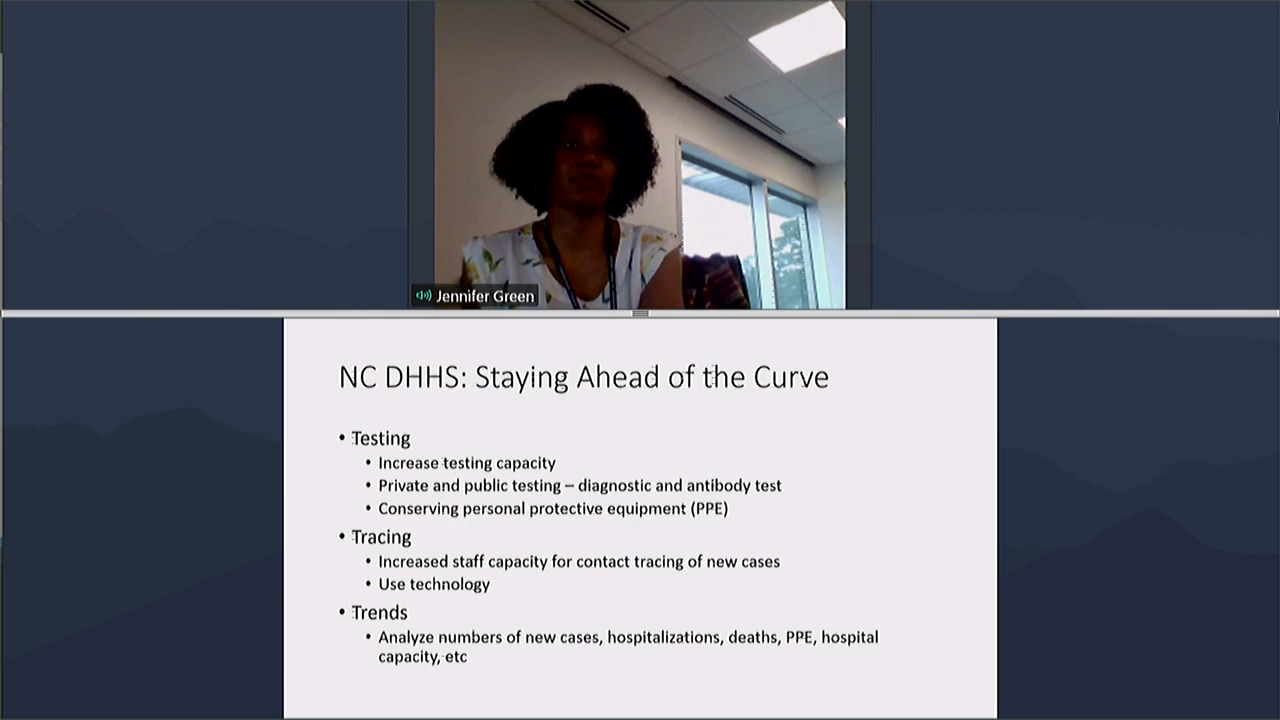 Jennifer Green
NC DHHS: Staying Ahead of the Curve
• Testing
• Increase testing capacity
• Private and public testing – diagnostic and antibody test
• Conserving personal protective equipment (PPE)
• Tracing
• Increased staff capacity for contact tracing of new cases
• Use technology
• Trends
• Analyze numbers of new cases, hospitalizations, deaths, PPE, hospital
capacity, etc